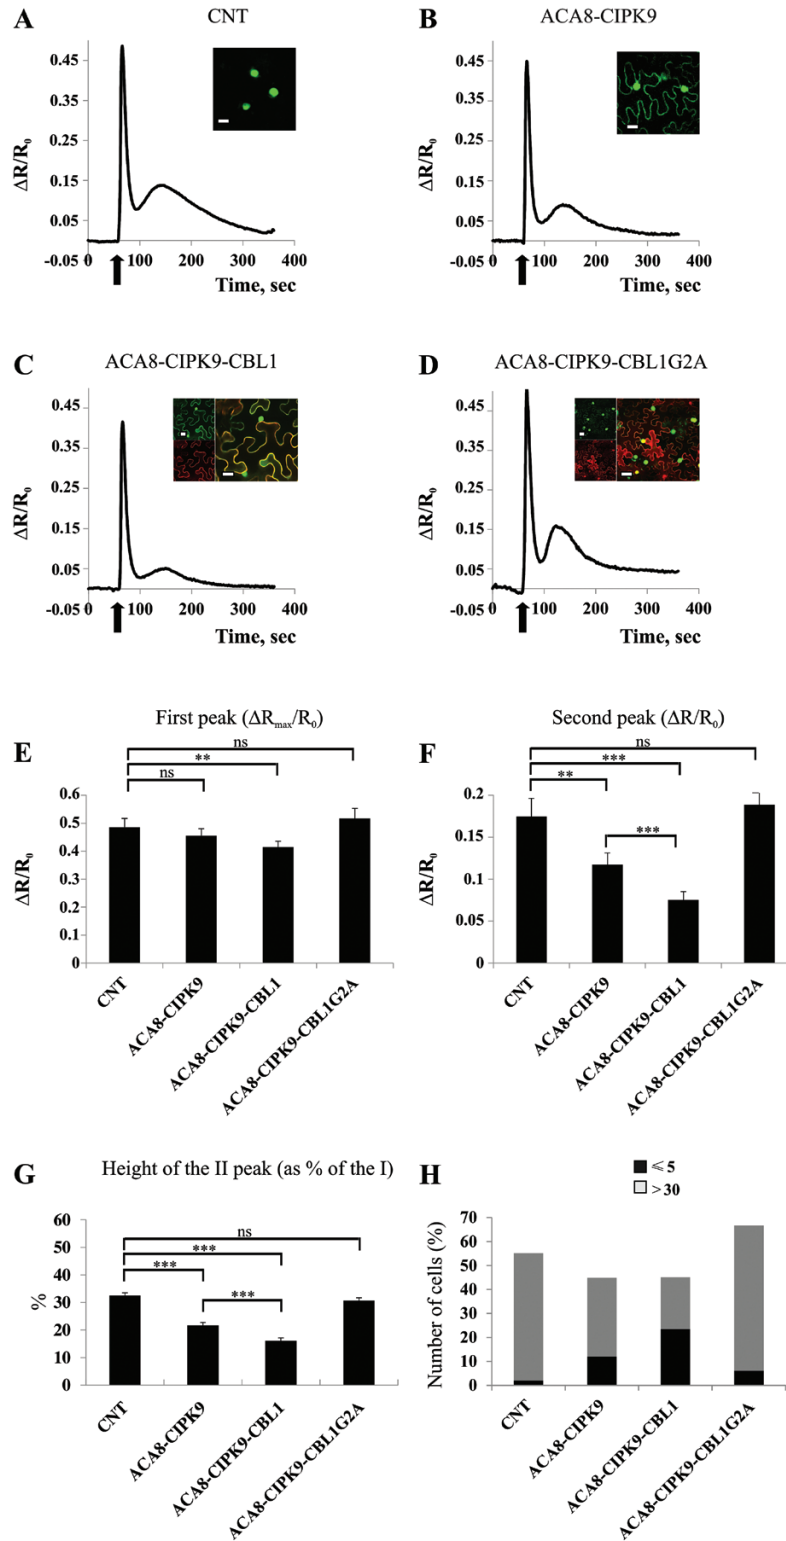 A CNT
0.45
0.35
0.25
0.15
0.05
-0.05
ΔR/R0
0 100 200 300 400
Time, sec
B ACA8-CIPK9
0.45
0.35
0.25
0.15
0.05
-0.05
ΔR/R0
0 100 200 300 400
Time, sec
C ACA8-CIPK9-CBL1
0.45
0.35
0.25
0.15
0.05
-0.05
ΔR/R0
0 100 200 300 400
Time, sec
D ACA8-CIPK9-CBL1G2A
0.45
0.35
0.25
0.15
0.05
-0.05
ΔR/R0
0 100 200 300 400
Time, sec
E First peak (ΔRmax/R0)
ns
**
ns
0.6
0.5
0.4
0.3
0.2
0.1
0
ΔR/R0
CNT
ACA8-CIPK9
ACA8-CIPK9-CBL1
ACA8-CIPK9-CBL1G2A
F Second peak (ΔR/R0)
ns
***
**
***
0.2
0.15
0.1
0.05
0
ΔR/R0
CNT
ACA8-CIPK9
ACA8-CIPK9-CBL1
ACA8-CIPK9-CBL1G2A
G Height of the II peak (as % of the I)
ns
***
***
***
60
50
40
30
20
10
0
%
CNT
ACA8-CIPK9
ACA8-CIPK9-CBL1
ACA8-CIPK9-CBL1G2A
H
≤ 5
> 30
70
60
50
40
30
20
10
0
Number of cells (%)
CNT
ACA8-CIPK9
ACA8-CIPK9-CBL1
ACA8-CIPK9-CBL1G2A